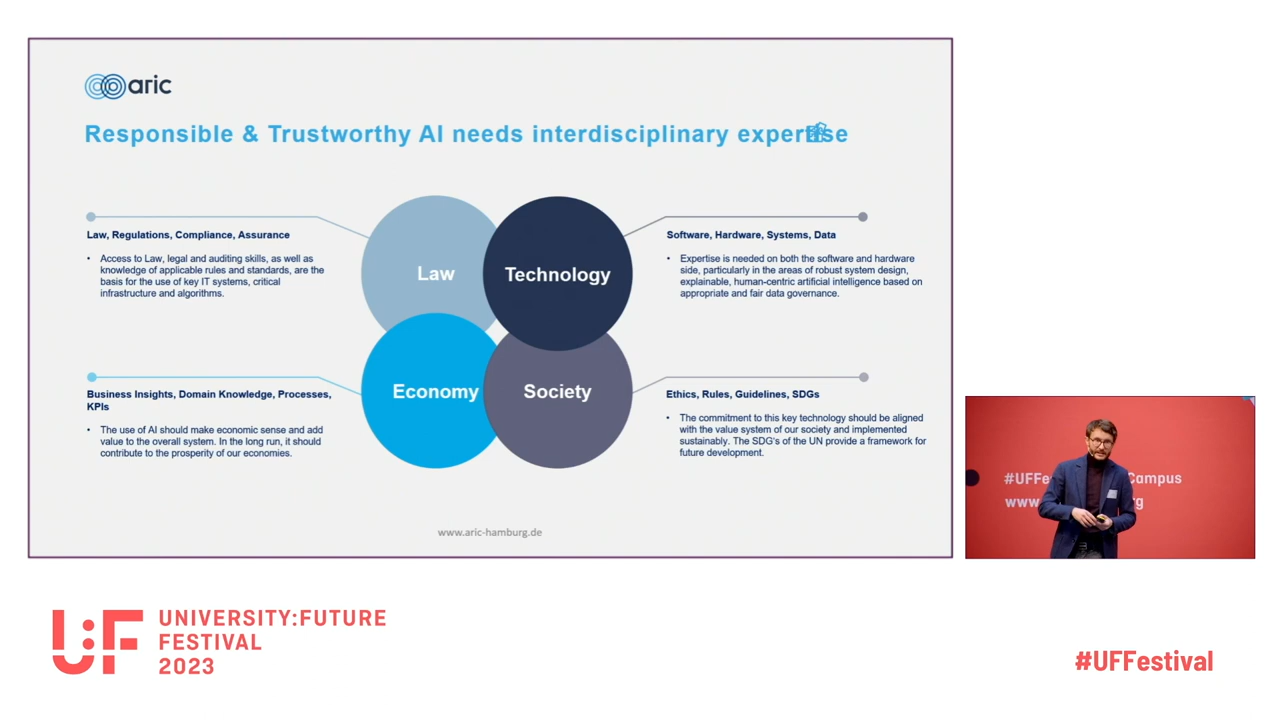 aric
Responsible & Trustworthy AI needs interdisciplinary expertise
Law, Regulations, Compliance, Assurance
• Access to Law, legal and auditing skills, as well as
knowledge of applicable rules and standards, are the
basis for the use of key IT systems, critical
infrastructure and algorithms.
Law
Technology
Software, Hardware, Systems, Data
• Expertise is needed on both the software and hardware
side, particularly in the areas of robust system design,
explainable, human-centric artificial intelligence based on
appropriate and fair data governance.
Business Insights, Domain Knowledge, Processes,
KPIs
• The use of AI should make economic sense and add
value to the overall system. In the long run, it should
contribute to the prosperity of our economies.
Economy
Society
Ethics, Rules, Guidelines, SDGs
• The commitment to this key technology should be aligned
with the value system of our society and implemented
sustainably. The SDG's of the UN provide a framework for
future development.
www.aric-hamburg.de
#UFFe Campus
www rg
U:F
UNIVERSITY:FUTURE
FESTIVAL
2023
#UFFestival